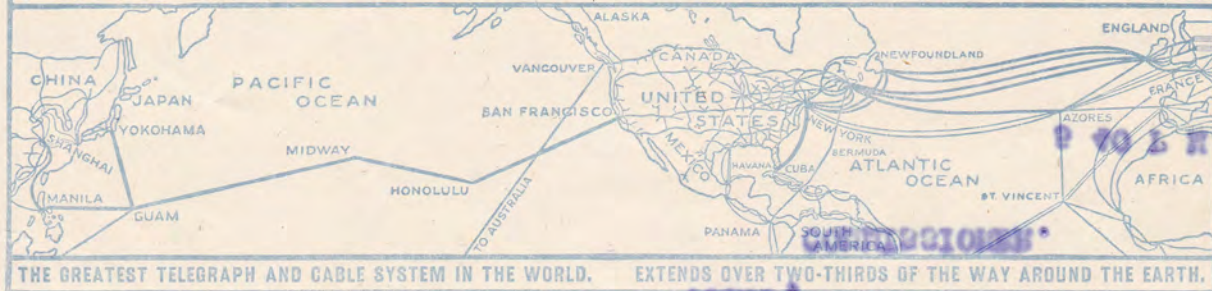 ALASKA
ENGLAND
NEWFOUNDLAND
CANADA
VANCOUVER
CHINA
PACIFIC
OCEAN
FRANCE
JAPAN
UNITED
STATES
SAN FRANCISCO
AZORES
NEW YORK
YOKOHAMA
SHANGHAI
MIDWAY
MEXICO
BERMUDA
HAVANA
CUBA
ATLANTIC
OCEAN
AFRICA
HONOLULU
MANILA
ST. VINCENT
GUAM
TO AUSTRALIA
PANAMA
SOUTH
AMERICA
THE GREATEST TELEGRAPH AND CABLE SYSTEM IN THE WORLD. EXTENDS OVER TWO-THIRDS OF THE WAY AROUND THE EARTH.